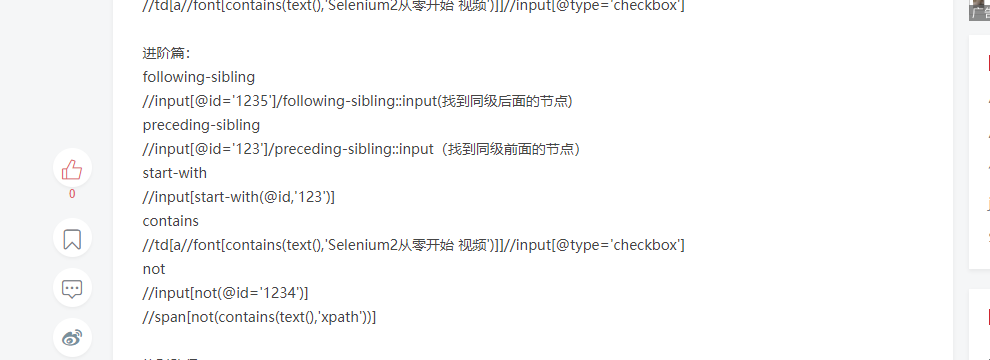 //td[a//font[contains(text(),'Selenium2从零开始 视频')]]//input[@type='checkbox']
进阶篇：
following-sibling
//input[@id='1235']/following-sibling::input(找到同级后面的节点)
preceding-sibling
//input[@id='123']/preceding-sibling::input（找到同级前面的节点）
start-with
//input[start-with(@id,'123')]
contains
//td[a//font[contains(text(),'Selenium2从零开始 视频')]]//input[@type='checkbox']
not
//input[not(@id='1234')]
//span[not(contains(text(),'xpath'))]
0
广告